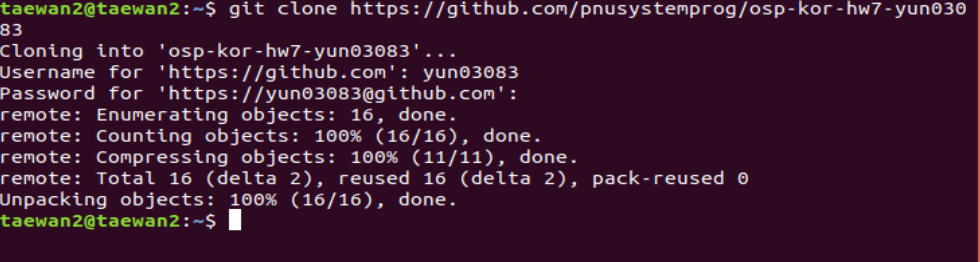 taewan2@taewan2:~$ git clone https://github.com/pnusystemprog/osp-kor-hw7-yun030
83
Cloning into 'osp-kor-hw7-yun03083'...
Username for 'https://github.com': yun03083
Password for 'https://yun03083@github.com':
remote: Enumerating objects: 16, done.
remote: Counting objects: 100% (16/16), done.
remote: Compressing objects: 100% (11/11), done.
remote: Total 16 (delta 2), reused 16 (delta 2), pack-reused 0
Unpacking objects: 100% (16/16), done.
taewan2@taewan2:~$